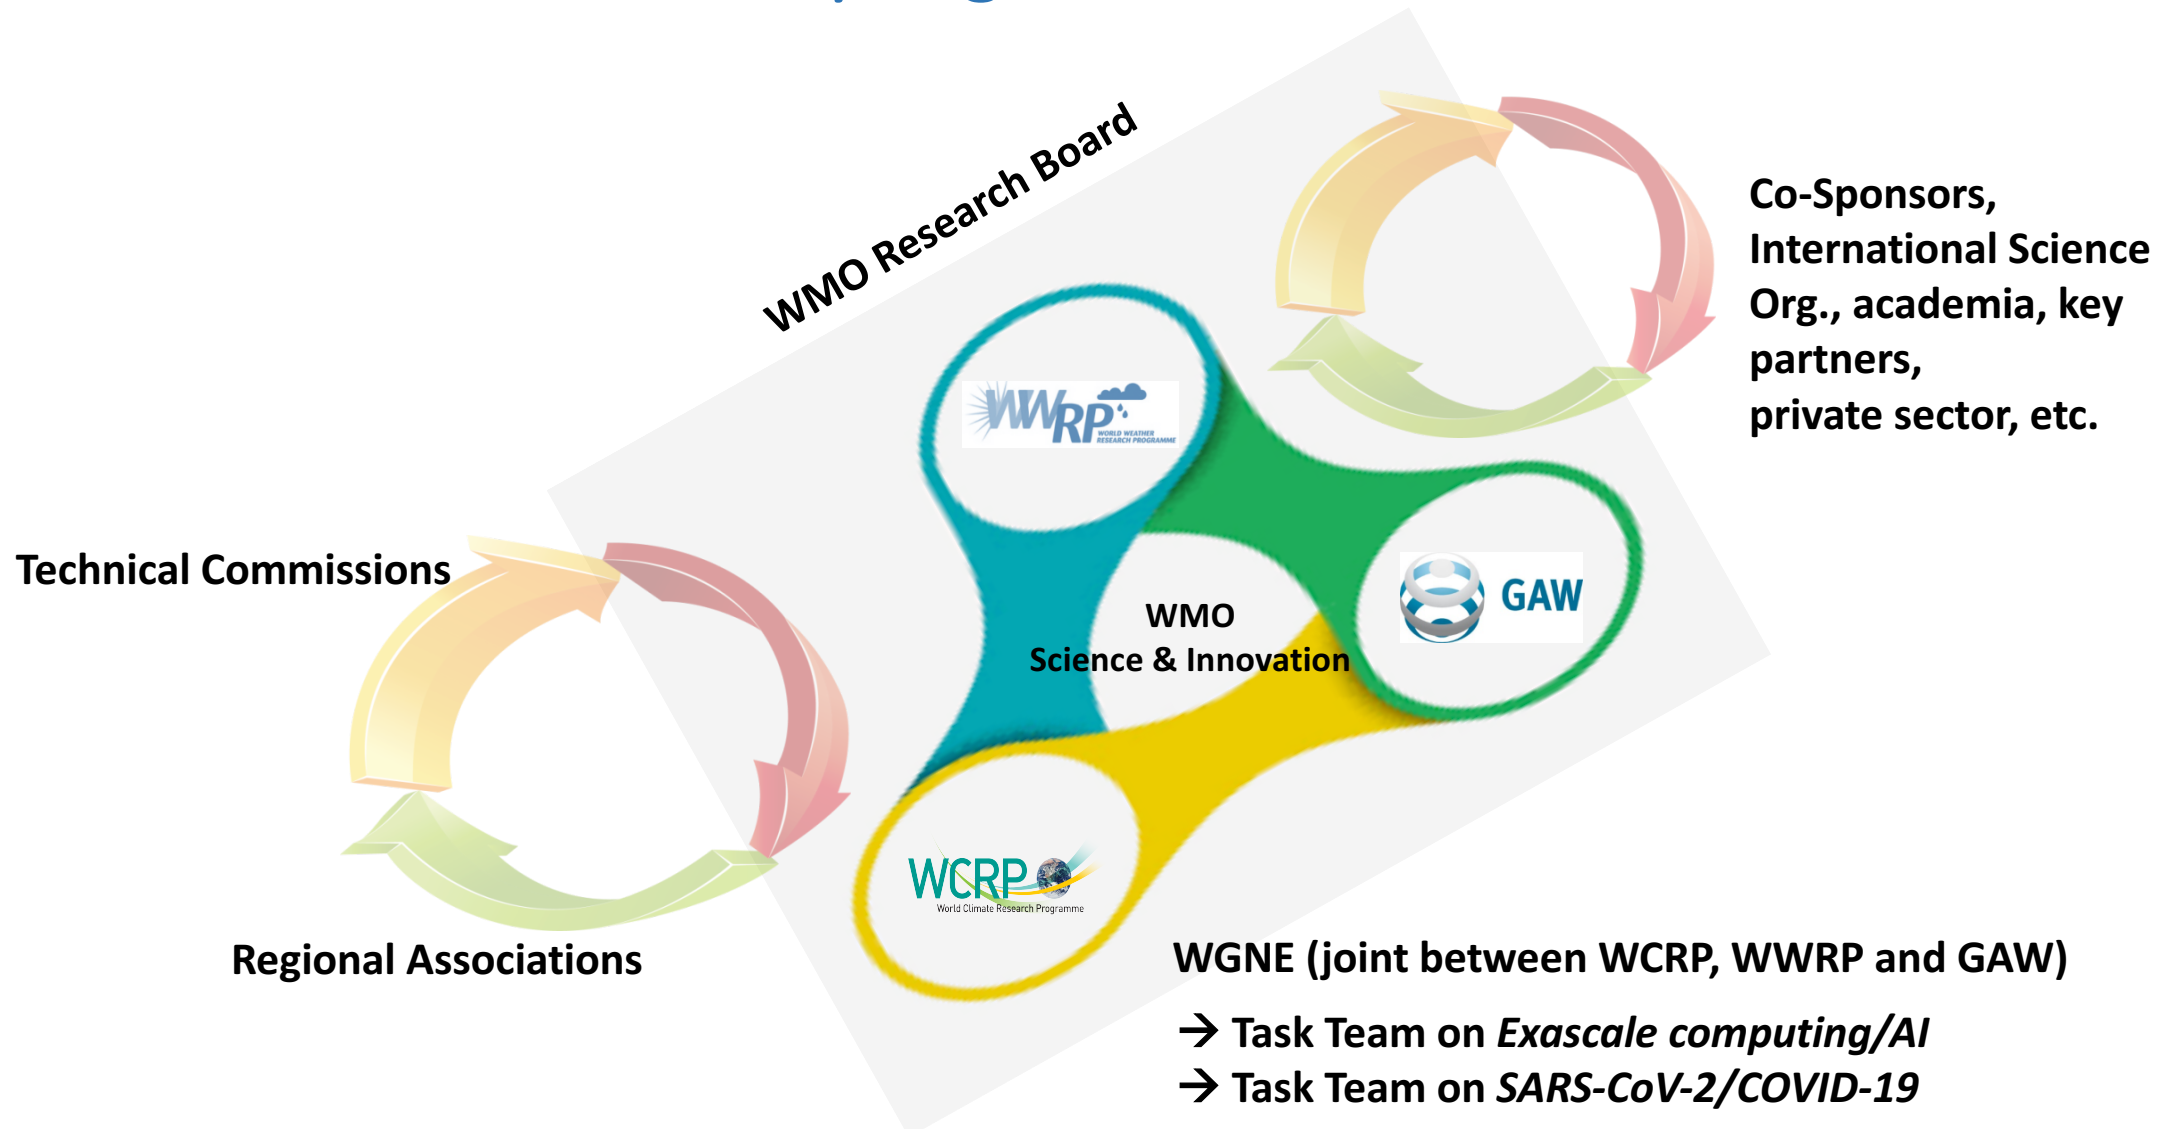 WMO Research Board
Co-Sponsors,
International Science
Org., academia, key
partners,
private sector, etc.
WWRP
WORLD WEATHER
RESEARCH PROGRAMME
Technical Commissions
GAW
WMO
Science & Innovation
WCRP
World Climate Research Programme
Regional Associations
WGNE (joint between WCRP, WWRP and GAW)
→ Task Team on Exascale computing/AI
→ Task Team on SARS-CoV-2/COVID-19